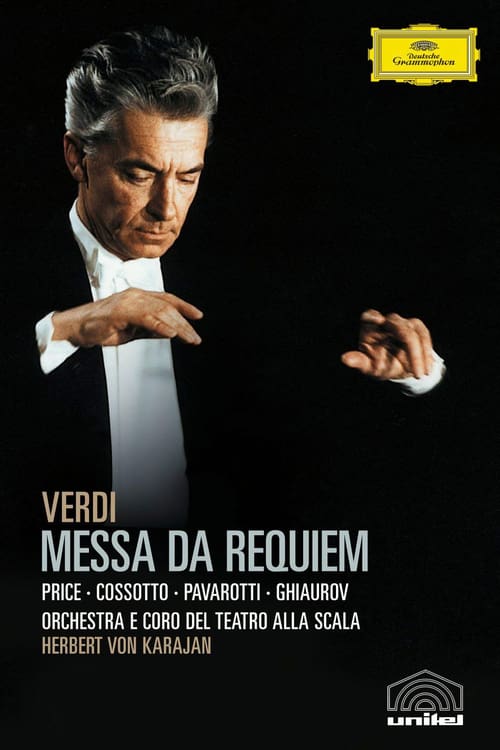 Deutsche
Grammophon
VERDI
MESSA DA REQUIEM
PRICE · COSSOTTO · PAVAROTTI · GHIAUROV
ORCHESTRA E CORO DEL TEATRO ALLA SCALA
HERBERT VON KARAJAN
unitel